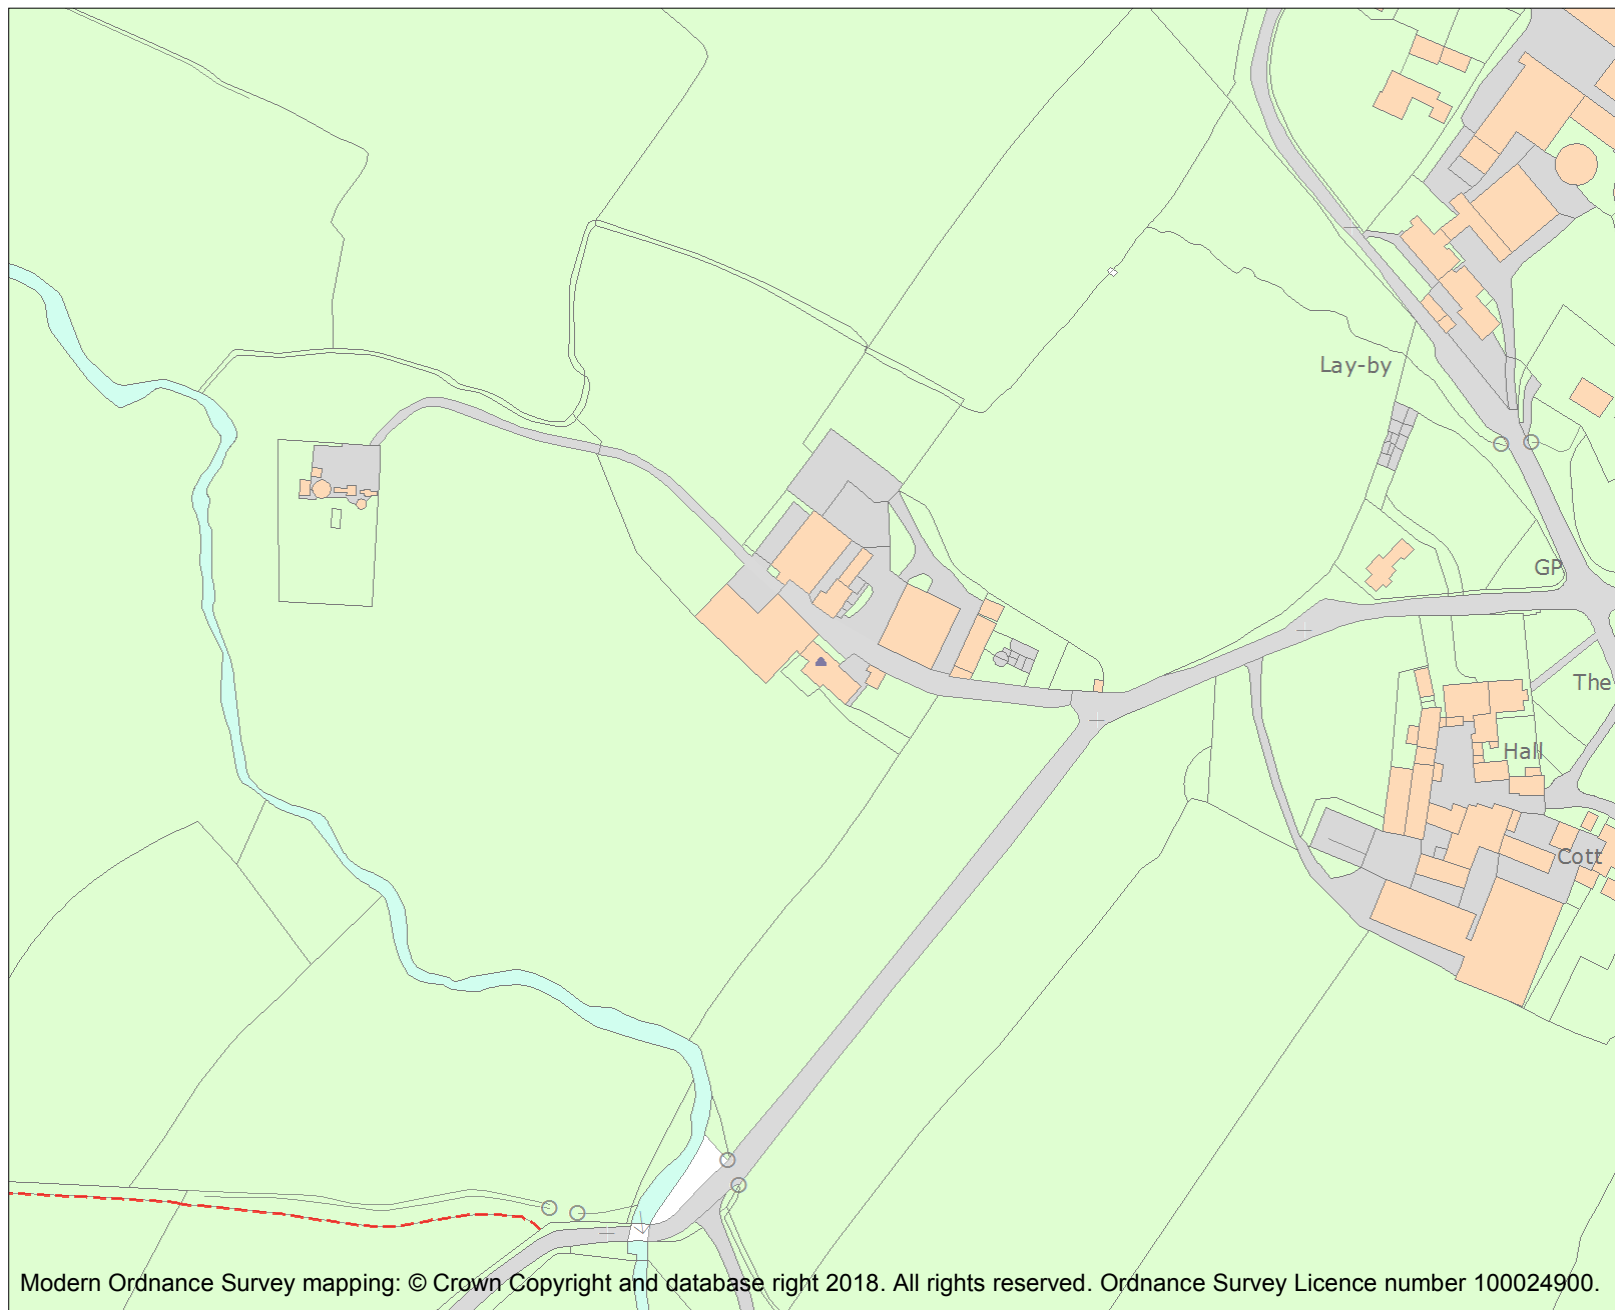 Lay-by
GP
The
Hall
Cott
Modern Ordnance Survey mapping: © Crown Copyright and database right 2018. All rights reserved. Ordnance Survey Licence number 100024900.